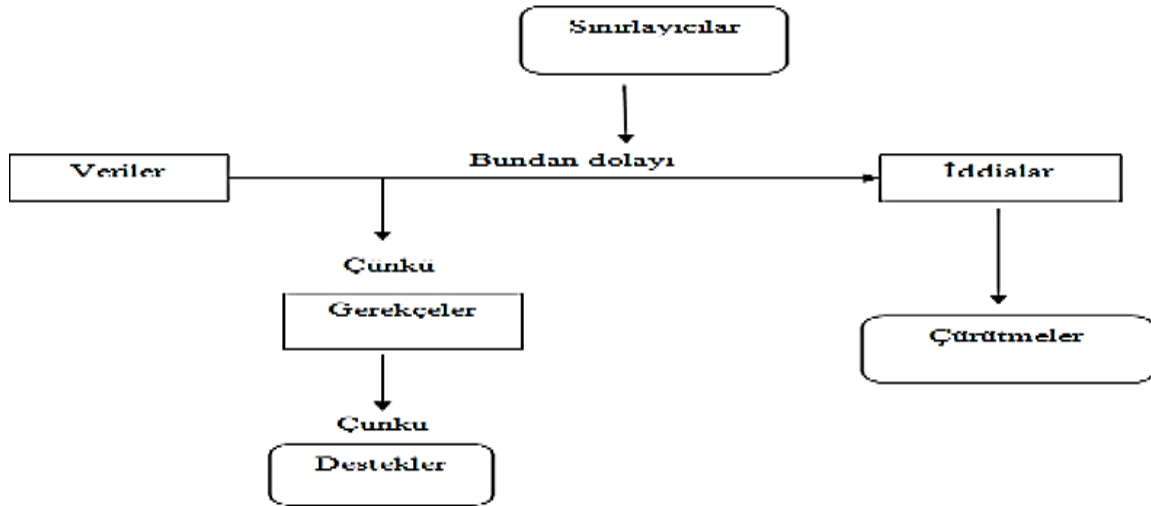 Sınırlayıcılar
Bundan dolayı
Veriler
İddialar
Çünkü
Gerekçeler
Çürütmeler
Çunku
Destekler